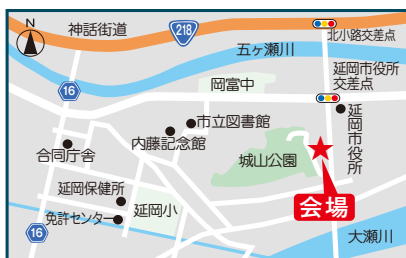 N
神話街道
218
北小路交差点
五ヶ瀬川
延岡市役所
交差点
岡富中
16
市立図書館
延岡市役所
内藤記念館
合同庁舎
城山公園
延岡保健所
会場
免許センター
延岡小
16
大瀬川